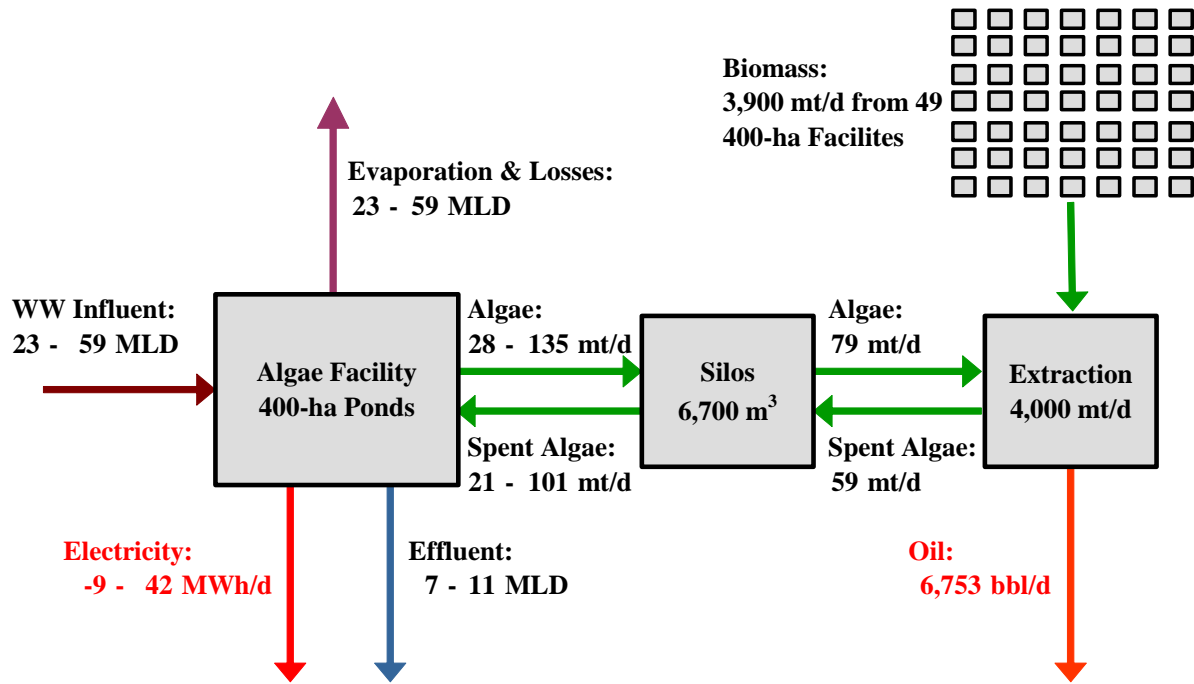 Biomass:
3,900 mt/d from 49
400-ha Facilites
Evaporation & Losses:
23 - 59 MLD
WW Influent:
23 - 59 MLD
Algae Facility
400-ha Ponds
Algae:
28 - 135 mt/d
Spent Algae:
21 - 101 mt/d
Silos
6,700 m³
Algae:
79 mt/d
Spent Algae:
59 mt/d
Extraction
4,000 mt/d
Electricity:
-9 - 42 MWh/d
Effluent:
7 - 11 MLD
Oil:
6,753 bbl/d